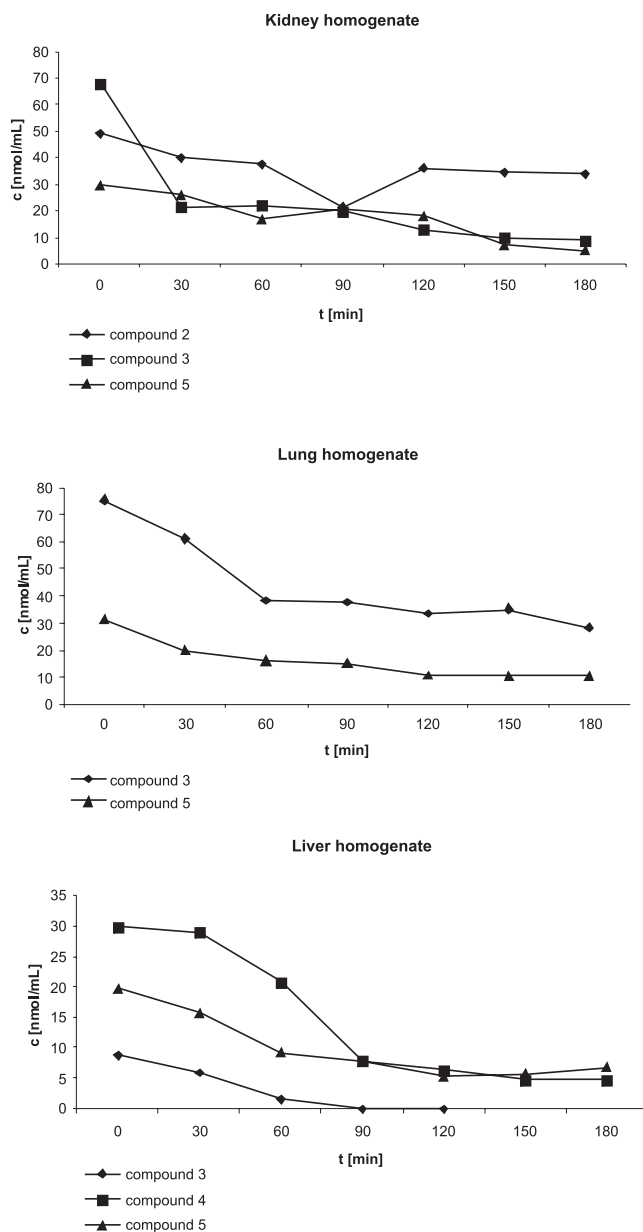 Kidney homogenate
80
70
60
50
40
30
20
10
0
c [nmol/mL]
0 30 60 90 120 150 180
t [min]
compound 2
compound 3
compound 5
Lung homogenate
80
70
60
50
40
30
20
10
0
c [nmol/mL]
0 30 60 90 120 150 180
t [min]
compound 3
compound 5
Liver homogenate
35
30
25
20
15
10
5
0
c [nmol/mL]
0 30 60 90 120 150 180
t [min]
compound 3
compound 4
compound 5